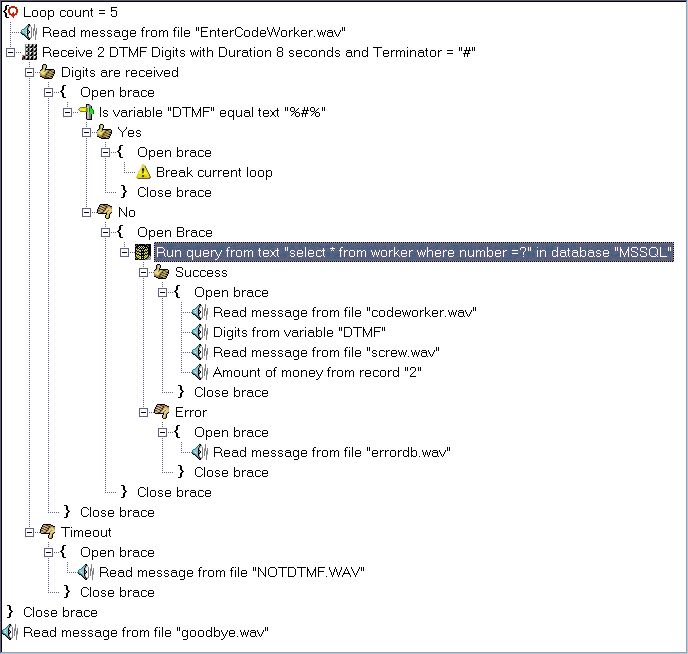 { Loop count = 5
Read message from file "EnterCodeWorker.wav"
Receive 2 DTMF Digits with Duration 8 seconds and Terminator = "#"
Digits are received
{ Open brace
Is variable "DTMF" equal text "%#%"
Yes
{ Open brace
Break current loop
} Close brace
No
{ Open Brace
Run query from text "select * from worker where number =?" in database "MSSQL"
Success
{ Open brace
Read message from file "codeworker.wav"
Digits from variable "DTMF"
Read message from file "screw.wav"
Amount of money from record "2"
} Close brace
Error
{ Open brace
Read message from file "errordb.wav"
} Close brace
} Close brace
} Close brace
Timeout
{ Open brace
Read message from file "NOTDTMF.WAV"
} Close brace
} Close brace
Read message from file "goodbye.wav"